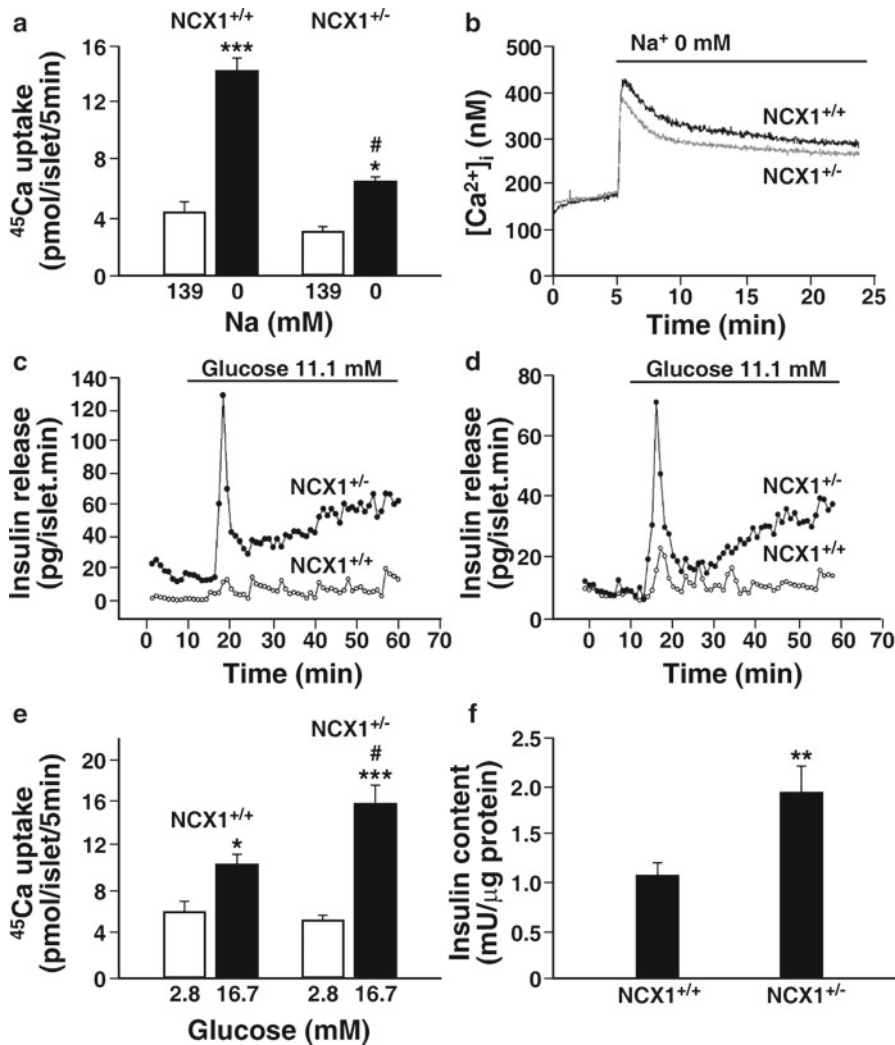 a
NCX1+/+
NCX1+/-
***
#
*
16
12
8
4
0
45Ca uptake
(pmol/islet/5min)
139
0
139
0
Na (mM)
b
Na+ 0 mM
500
400
300
200
100
0
[Ca2+]i (nM)
NCX1+/+
NCX1+/-
0
5
10
15
20
25
Time (min)
c
Glucose 11.1 mM
140
120
100
80
60
40
20
0
Insulin release
(pg/islet.min)
NCX1+/-
NCX1+/+
0
10
20
30
40
50
60
70
Time (min)
d
Glucose 11.1 mM
80
60
40
20
0
Insulin release
(pg/islet.min)
NCX1+/-
NCX1+/+
0
10
20
30
40
50
60
70
Time (min)
e
NCX1+/+
*
NCX1+/-
#
***
20
16
12
8
4
0
45Ca uptake
(pmol/islet/5min)
2.8
16.7
2.8
16.7
Glucose (mM)
f
2.5
2.0
1.5
1.0
0.5
0
Insulin content
(mU/μg protein)
**
NCX1+/+
NCX1+/-